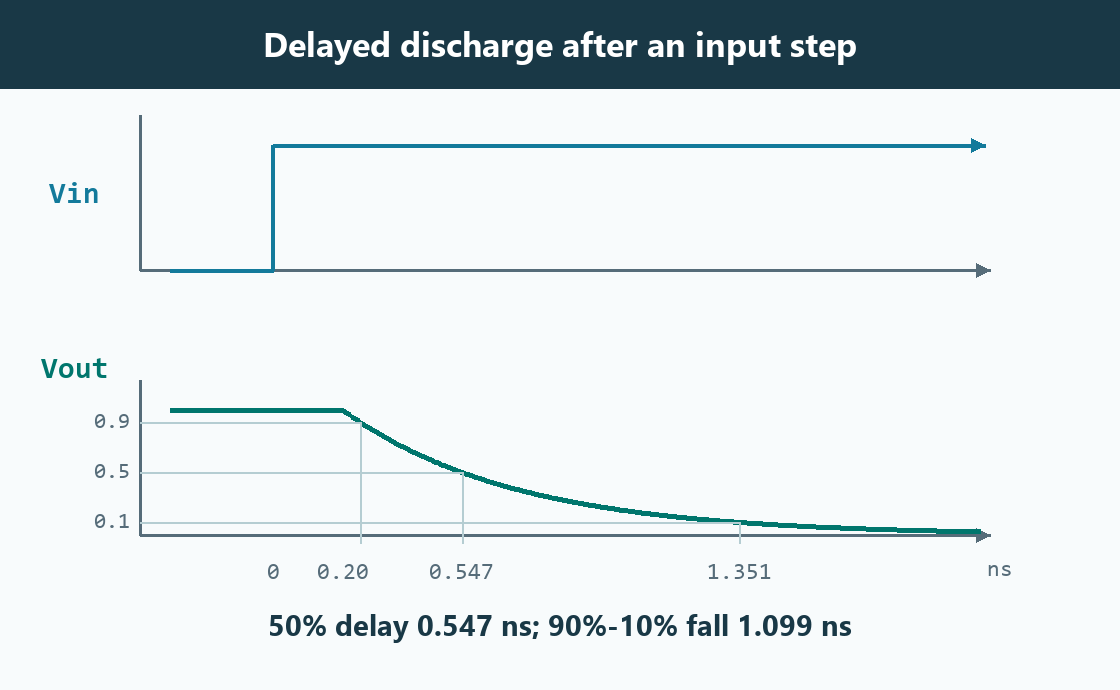 Delayed discharge after an input step
Vin
Vout
0.9
0.5
0.1
0 0.20 0.547 1.351 ns
50% delay 0.547 ns; 90%-10% fall 1.099 ns